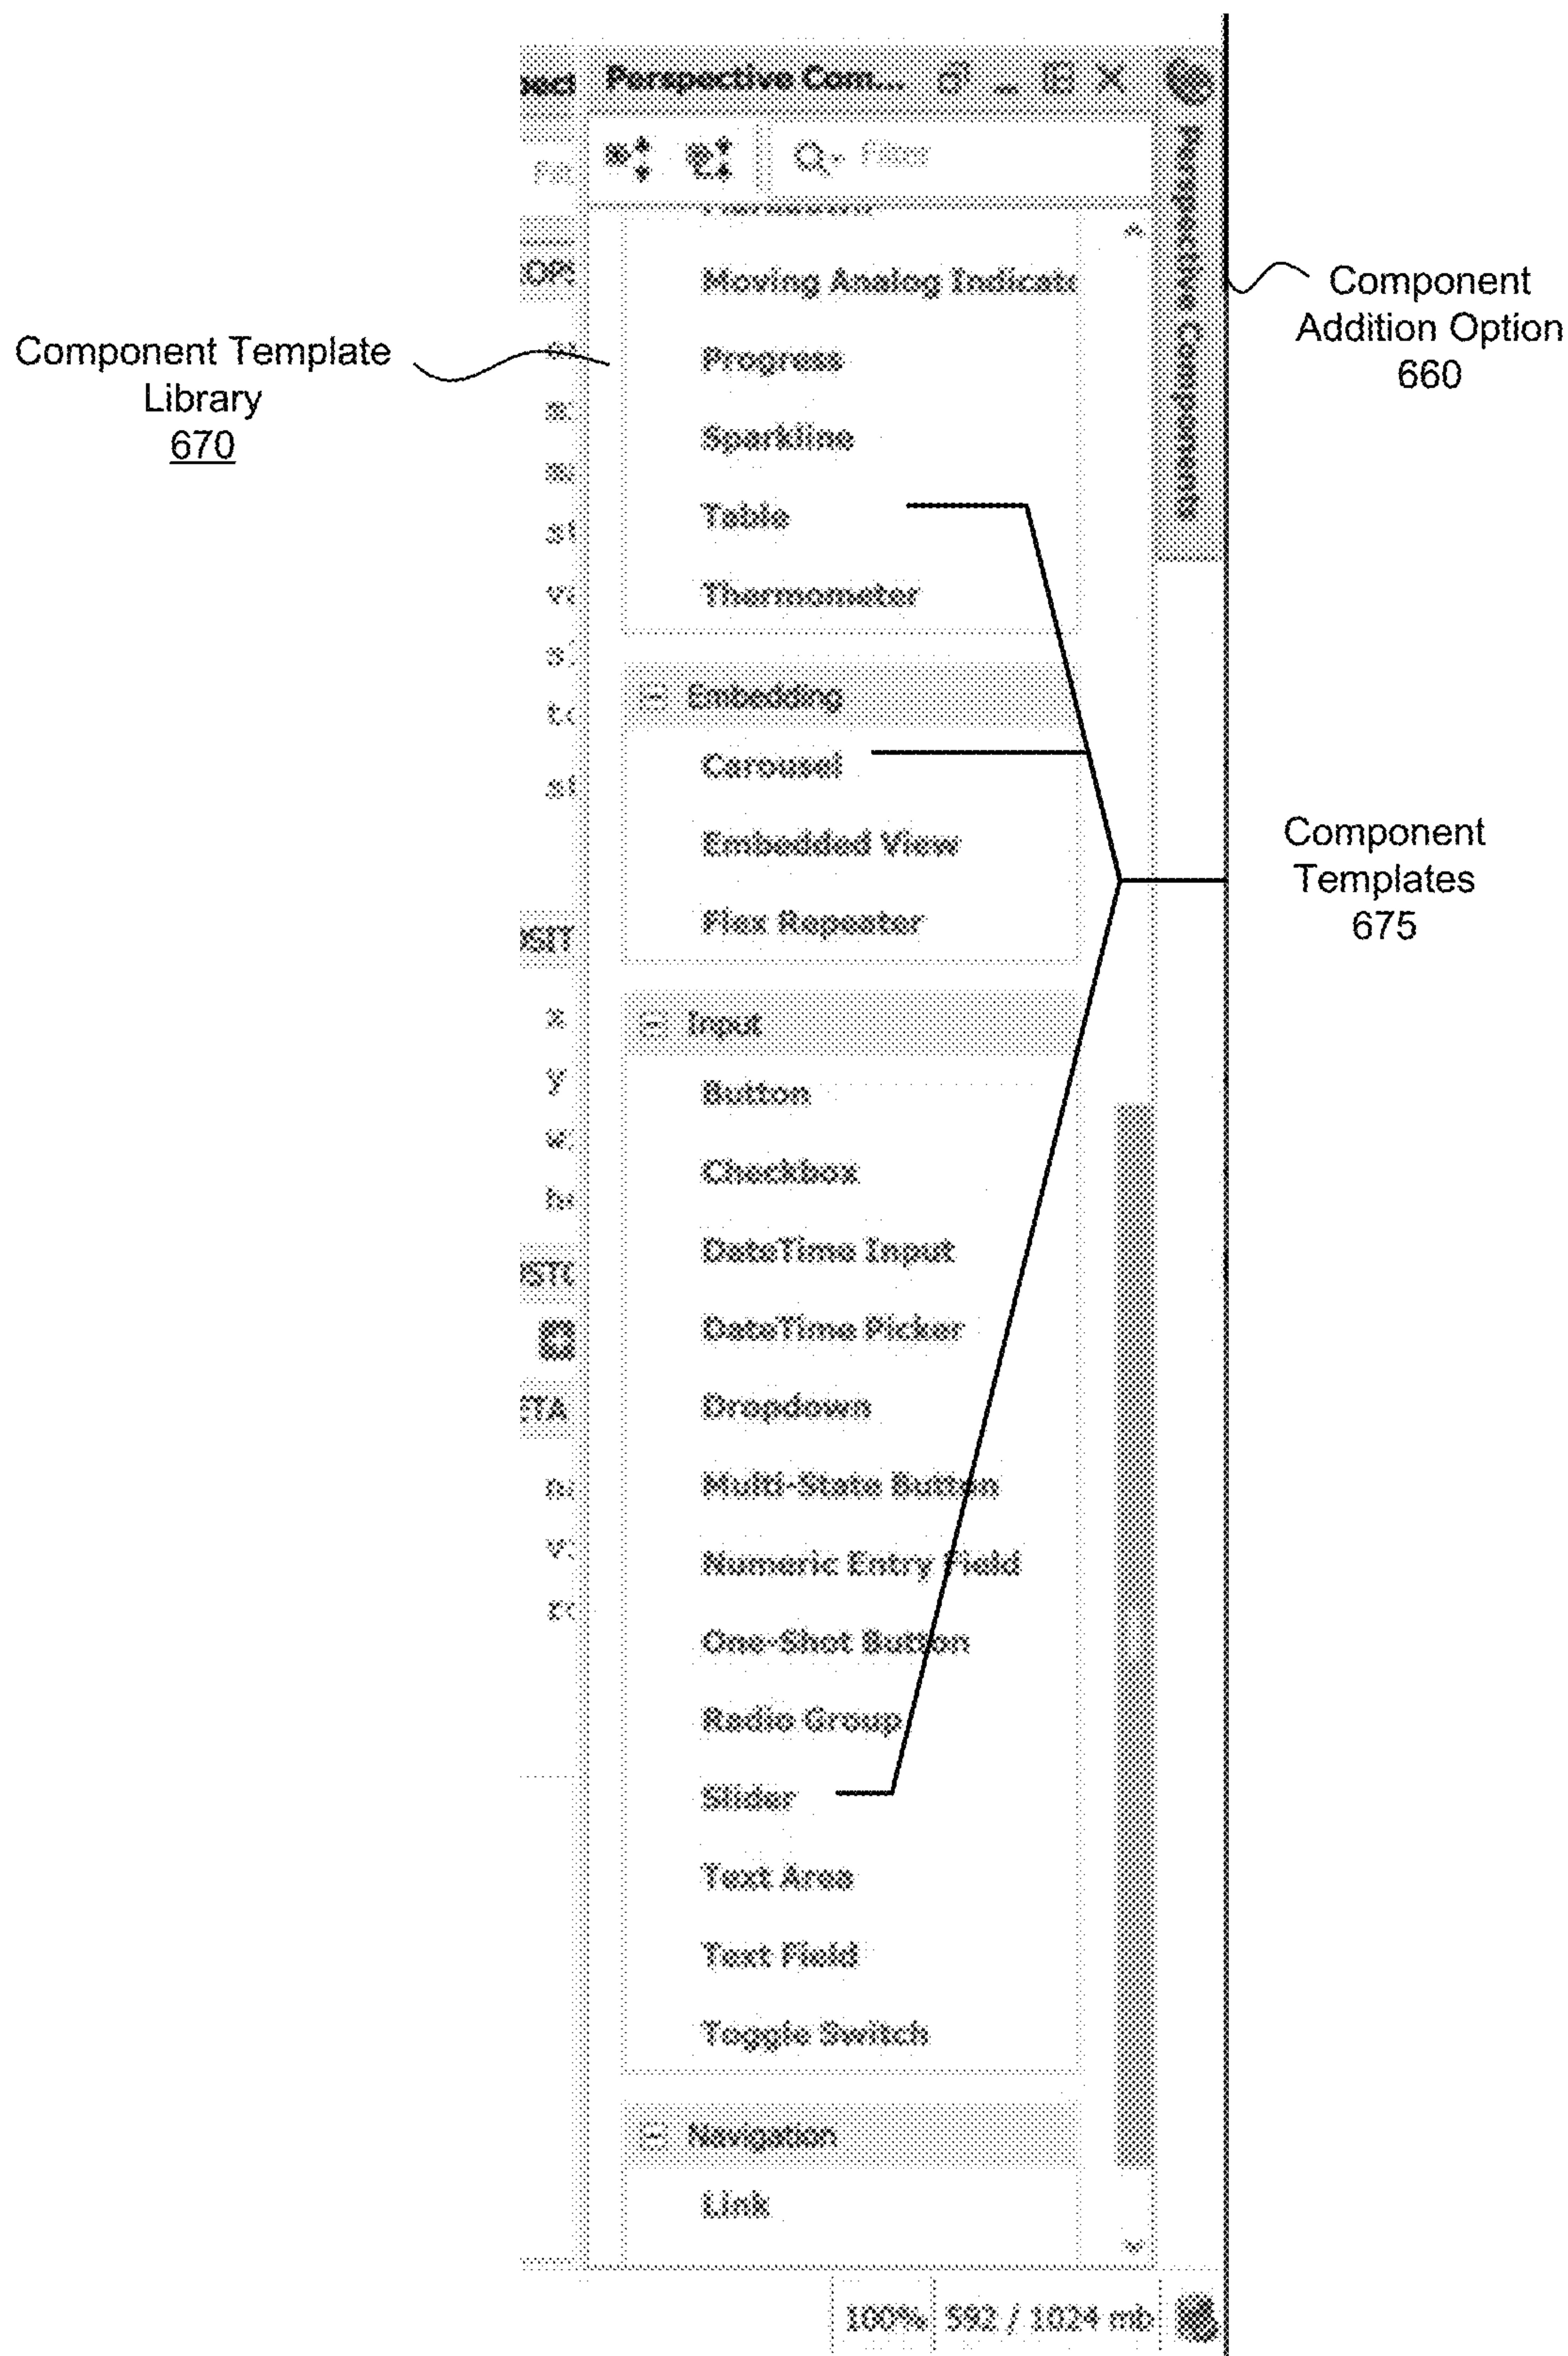 Perspective Com...
Filter
Perspective Components
Moving Analog Indicato
Progress
Sparkline
Table
Thermometer
Embedding
Carousel
Embedded View
Flex Repeater
Input
Button
Checkbox
DateTime Input
DateTime Picker
Dropdown
Multi-State Button
Numeric Entry Field
One-Shot Button
Radio Group
Slider
Text Area
Text Field
Toggle Switch
Navigation
Link
100%
592 / 1024 mb
Component Template
Library
670
Component
Addition Option
660
Component
Templates
675
x
y